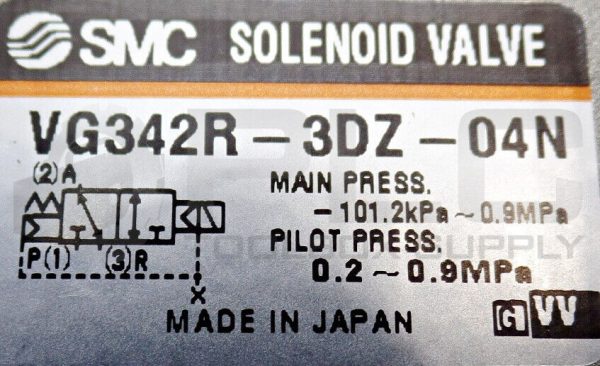 SMC SOLENOID VALVE
VG342R-3DZ-04N
(2)A
MAIN PRESS.
-101.2kPa~0.9MPa
PILOT PRESS.
0.2~0.9MPa
P(1) (3)R
X
MADE IN JAPAN
G VV